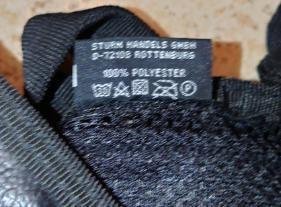 STURM HANDELS GMBH
D-72108 ROTTENBURG
100% POLYESTER
P